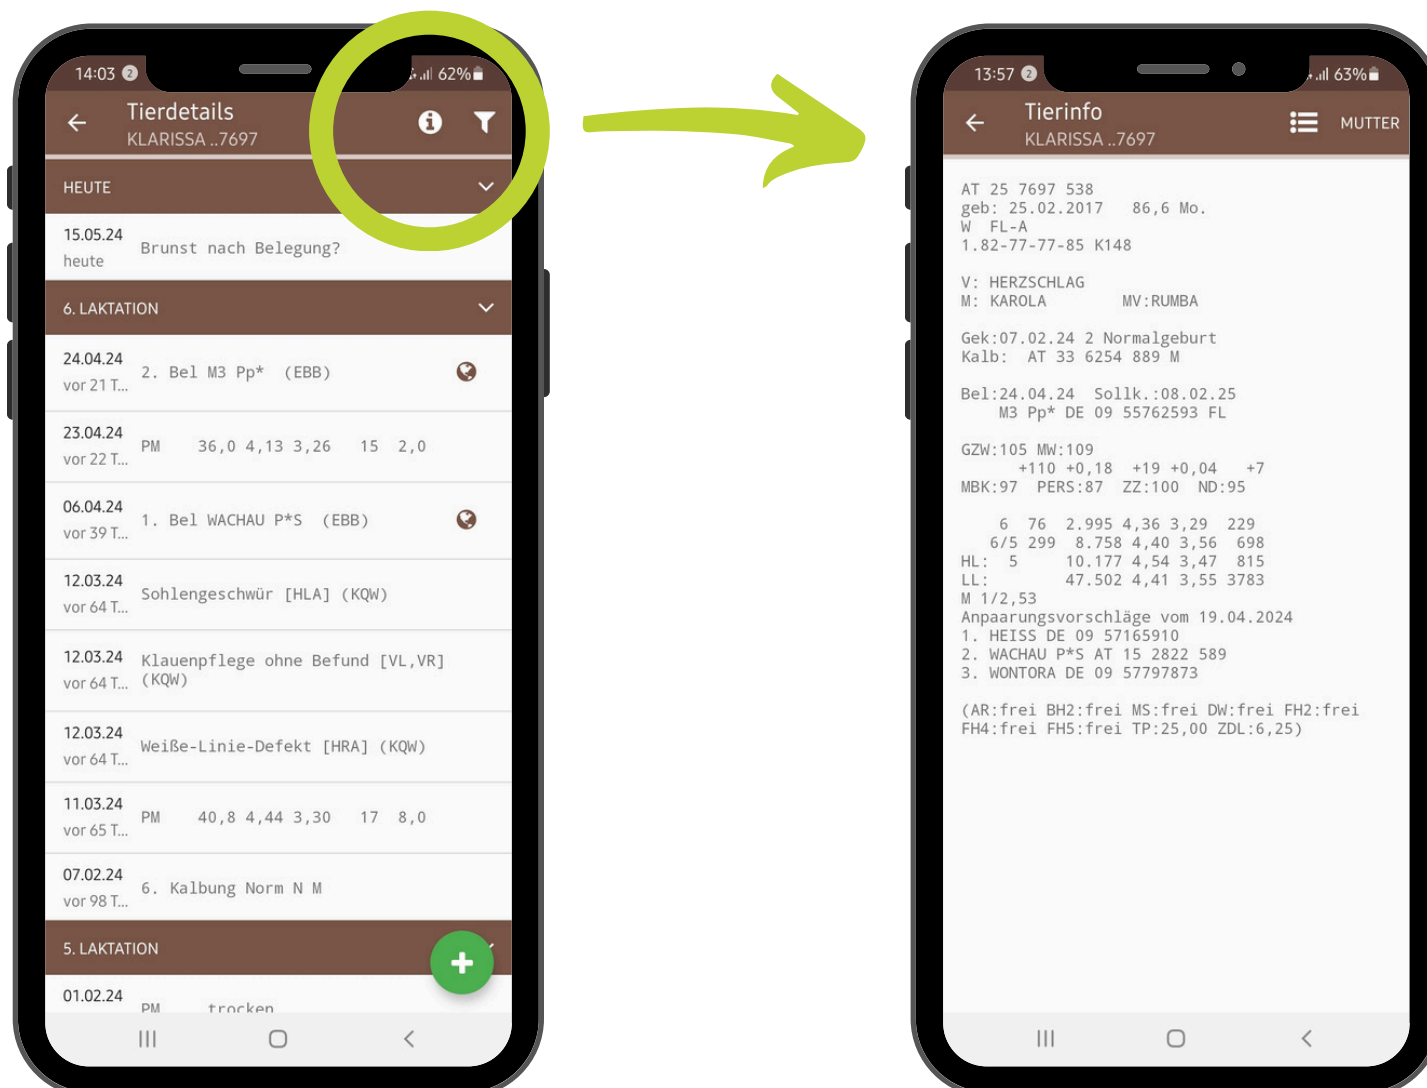 14:03 2 62%
Tierdetails
KLARISSA ..7697
HEUTE
15.05.24
heute
Brunst nach Belegung?
6. LAKTATION
24.04.24
vor 21 T...
2. Bel M3 Pp* (EBB)
23.04.24
vor 22 T...
PM 36,0 4,13 3,26 15 2,0
06.04.24
vor 39 T...
1. Bel WACHAU P*S (EBB)
12.03.24
vor 64 T...
Sohlengeschwür [HLA] (KQW)
12.03.24
vor 64 T...
Klauenpflege ohne Befund [VL,VR]
(KQW)
12.03.24
vor 64 T...
Weiße-Linie-Defekt [HRA] (KQW)
11.03.24
vor 65 T...
PM 40,8 4,44 3,30 17 8,0
07.02.24
vor 98 T...
6. Kalbung Norm N M
5. LAKTATION
01.02.24
PM trocken
13:57 2 63%
Tierinfo
KLARISSA ..7697
MUTTER
AT 25 7697 538
geb: 25.02.2017 86,6 Mo.
W FL-A
1.82-77-77-85 K148
V: HERZSCHLAG
M: KAROLA MV:RUMBA
Gek:07.02.24 2 Normalgeburt
Kalb: AT 33 6254 889 M
Bel:24.04.24 Sollk.:08.02.25
M3 Pp* DE 09 55762593 FL
GZW:105 MW:109
+110 +0,18 +19 +0,04 +7
MBK:97 PERS:87 ZZ:100 ND:95
6 76 2.995 4,36 3,29 229
6/5 299 8.758 4,40 3,56 698
HL: 5 10.177 4,54 3,47 815
LL: 47.502 4,41 3,55 3783
M 1/2,53
Anpaarungsvorschläge vom 19.04.2024
1. HEISS DE 09 57165910
2. WACHAU P*S AT 15 2822 589
3. WONTORA DE 09 57797873
(AR:frei BH2:frei MS:frei DW:frei FH2:frei
FH4:frei FH5:frei TP:25,00 ZDL:6,25)